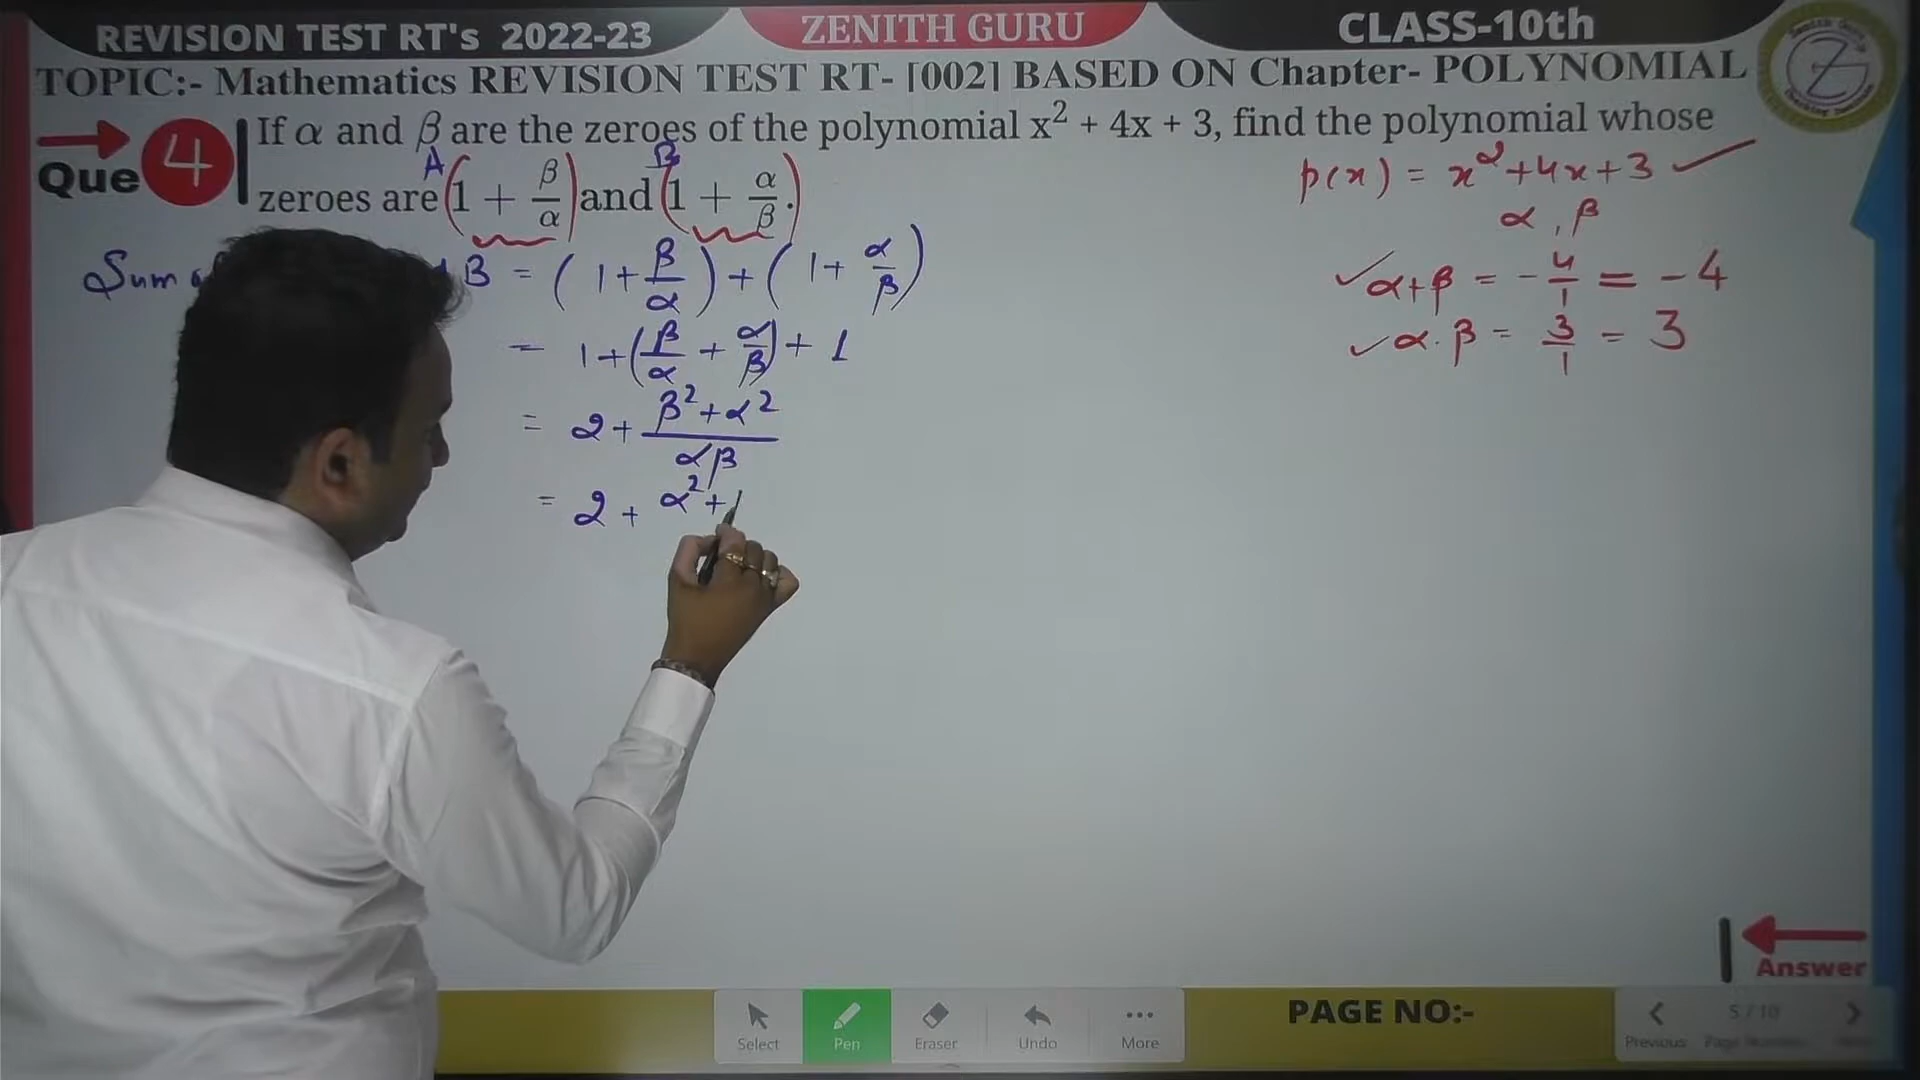 REVISION TEST RT's 2022-23
ZENITH GURU
CLASS-10th
TOPIC:- Mathematics REVISION TEST RT- [002] BASED ON Chapter- POLYNOMIAL
Que 4 If α and β are the zeroes of the polynomial x² + 4x + 3, find the polynomial whose
A B
zeroes are (1 + β/α) and (1 + α/β).
p(x) = x² + 4x + 3
α , β
Sum B = (1 + β/α) + (1 + α/β)
✓ α+β = -4/1 = -4
= 1 + (β/α + α/β) + 1
✓ α.β = 3/1 = 3
= 2 + β² + α² / αβ
= 2 + α² +
Answer
Select
Pen
Eraser
Undo
More
PAGE NO:-
Previous
5 / 10